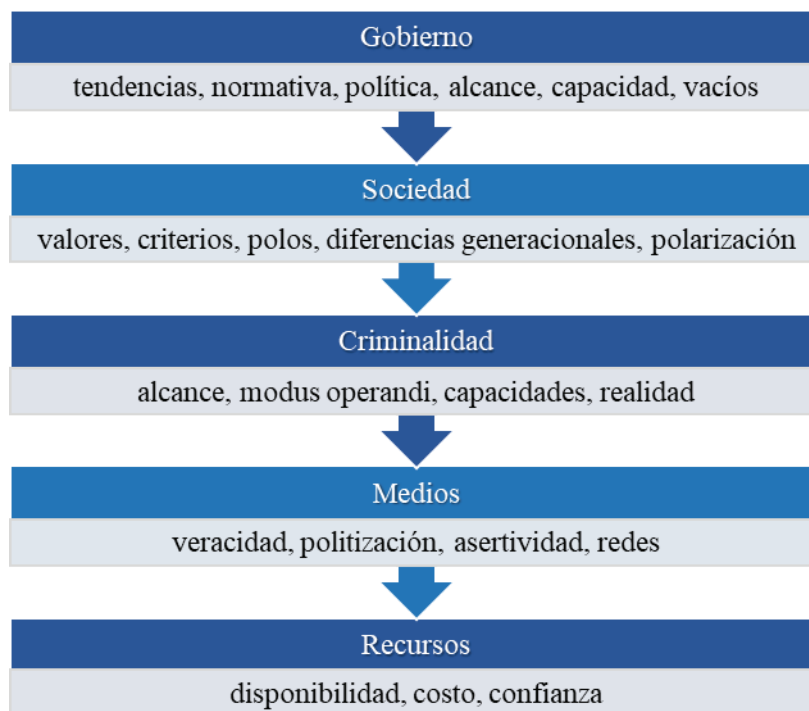 Gobierno
tendencias, normativa, política, alcance, capacidad, vacíos
Sociedad
valores, criterios, polos, diferencias generacionales, polarización
Criminalidad
alcance, modus operandi, capacidades, realidad
Medios
veracidad, politización, asertividad, redes
Recursos
disponibilidad, costo, confianza